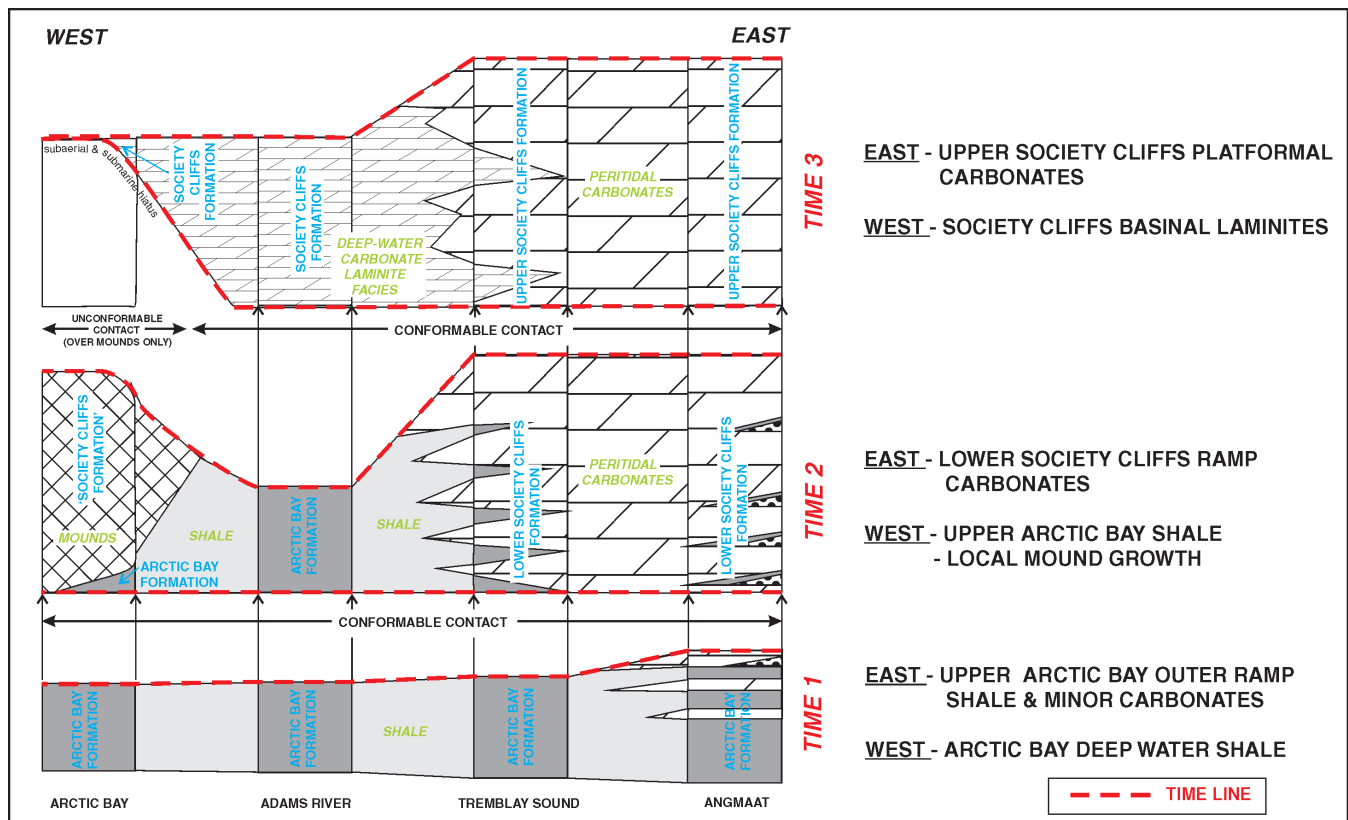 WEST
EAST
subaerial & submarine hiatus
SOCIETY
CLIFFS
FORMATION
SOCIETY CLIFFS
FORMATION
DEEP-WATER
CARBONATE
LAMINITE
FACIES
UPPER SOCIETY CLIFFS FORMATION
PERITIDAL
CARBONATES
UPPER SOCIETY CLIFFS FORMATION
TIME 3
EAST - UPPER SOCIETY CLIFFS PLATFORMAL
CARBONATES
WEST - SOCIETY CLIFFS BASINAL LAMINITES
UNCONFORMABLE
CONTACT
(OVER MOUNDS ONLY)
CONFORMABLE CONTACT
'SOCIETY CLIFFS
FORMATION'
MOUNDS
ARCTIC BAY
FORMATION
SHALE
ARCTIC BAY
FORMATION
SHALE
LOWER SOCIETY CLIFFS
FORMATION
PERITIDAL
CARBONATES
LOWER SOCIETY CLIFFS
FORMATION
TIME 2
EAST - LOWER SOCIETY CLIFFS RAMP
CARBONATES
WEST - UPPER ARCTIC BAY SHALE
- LOCAL MOUND GROWTH
CONFORMABLE CONTACT
ARCTIC BAY
FORMATION
ARCTIC BAY
FORMATION
SHALE
ARCTIC BAY
FORMATION
ARCTIC BAY
FORMATION
TIME 1
EAST - UPPER ARCTIC BAY OUTER RAMP
SHALE & MINOR CARBONATES
WEST - ARCTIC BAY DEEP WATER SHALE
ARCTIC BAY
ADAMS RIVER
TREMBLAY SOUND
ANGMAAT
TIME LINE